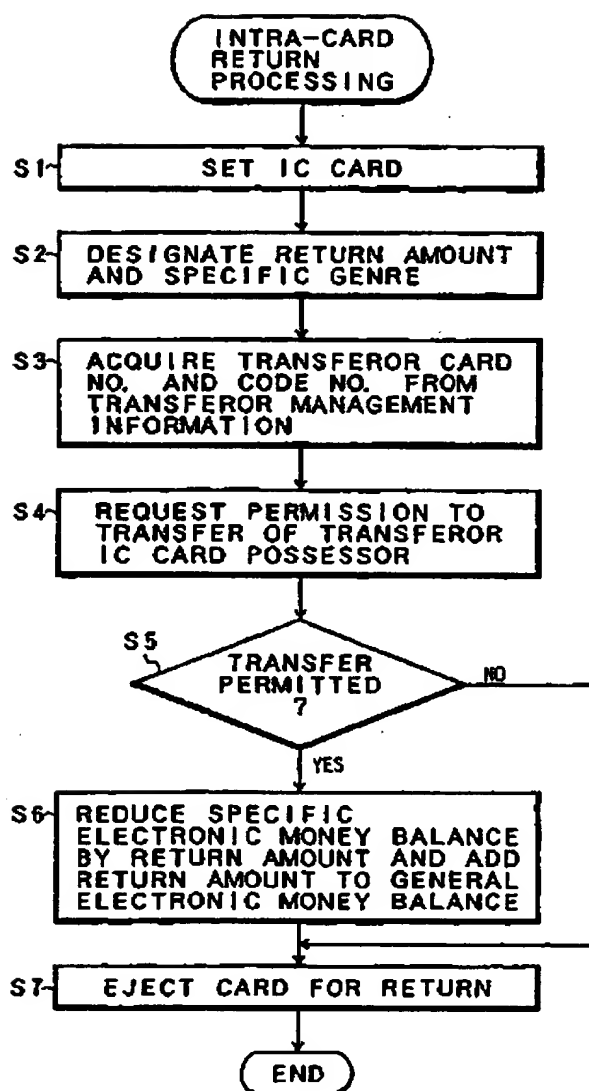 INTRA-CARD
RETURN
PROCESSING
S1
SET IC CARD
S2
DESIGNATE RETURN AMOUNT
AND SPECIFIC GENRE
S3
ACQUIRE TRANSFEROR CARD
NO. AND CODE NO. FROM
TRANSFEROR MANAGEMENT
INFORMATION
S4
REQUEST PERMISSION TO
TRANSFER OF TRANSFEROR
IC CARD POSSESSOR
S5
TRANSFER
PERMITTED
?
NO
YES
S6
REDUCE SPECIFIC
ELECTRONIC MONEY BALANCE
BY RETURN AMOUNT AND ADD
RETURN AMOUNT TO GENERAL
ELECTRONIC MONEY BALANCE
S7
EJECT CARD FOR RETURN
END